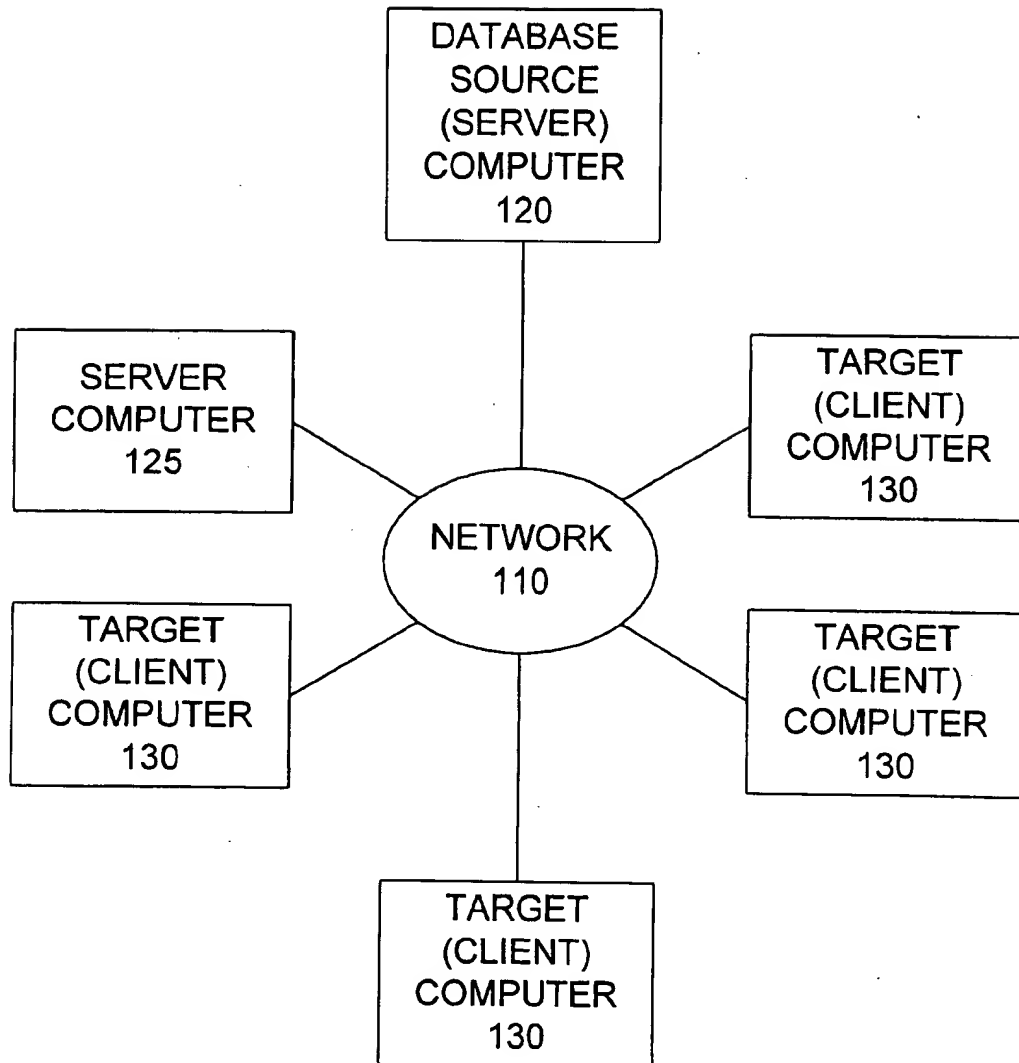 DATABASE
SOURCE
(SERVER)
COMPUTER
120
SERVER
COMPUTER
125
TARGET
(CLIENT)
COMPUTER
130
NETWORK
110
TARGET
(CLIENT)
COMPUTER
130
TARGET
(CLIENT)
COMPUTER
130
TARGET
(CLIENT)
COMPUTER
130